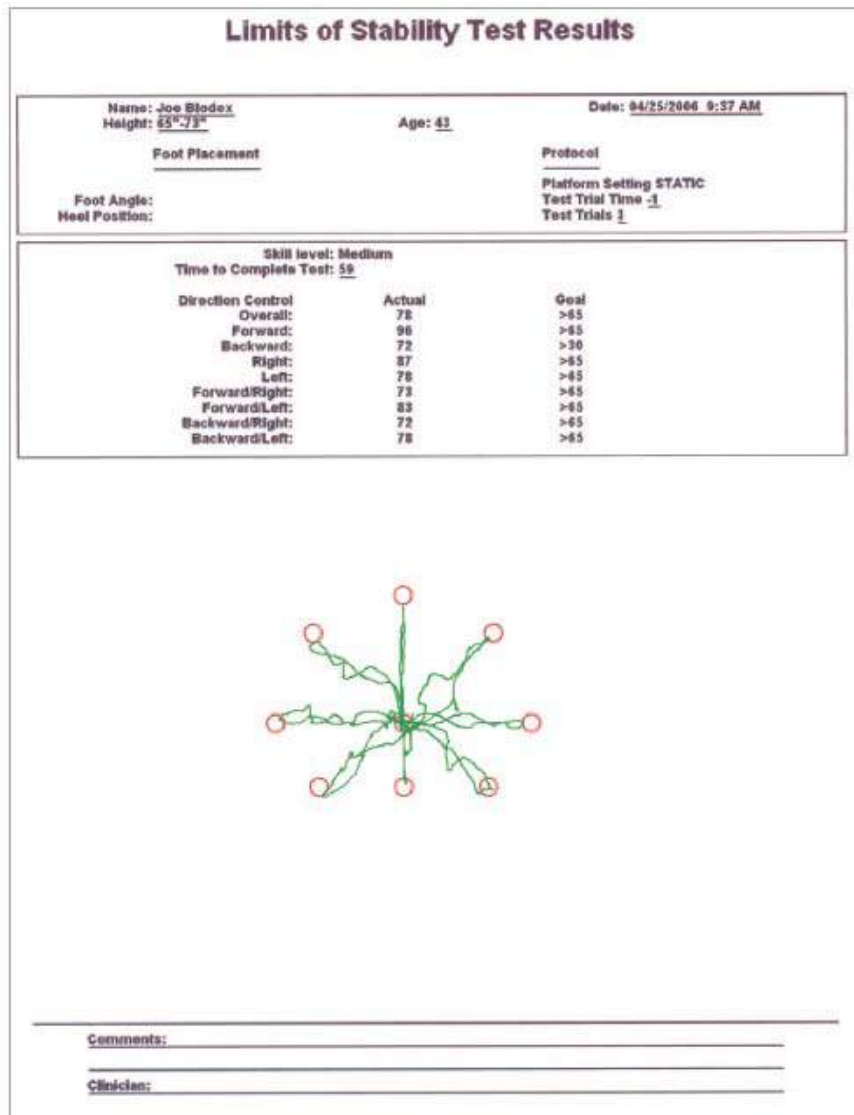 Limits of Stability Test Results
Name: Joe Biodex
Date: 04/25/2006 9:37 AM
Height: 65"-73"
Age: 43
Foot Placement
Protocol
Platform Setting STATIC
Foot Angle:
Test Trial Time -1
Heel Position:
Test Trials
Skill level: Medium
Time to Complete Test: 59
Direction Control Actual Goal
Overall: 78 >65
Forward: 96 >65
Backward: 72 >30
Right: 87 >65
Left: 78 >65
Forward/Right: 73 >65
Forward/Left: 83 >65
Backward/Right: 72 >65
Backward/Left: 78 >65
Comments:
Clinician: